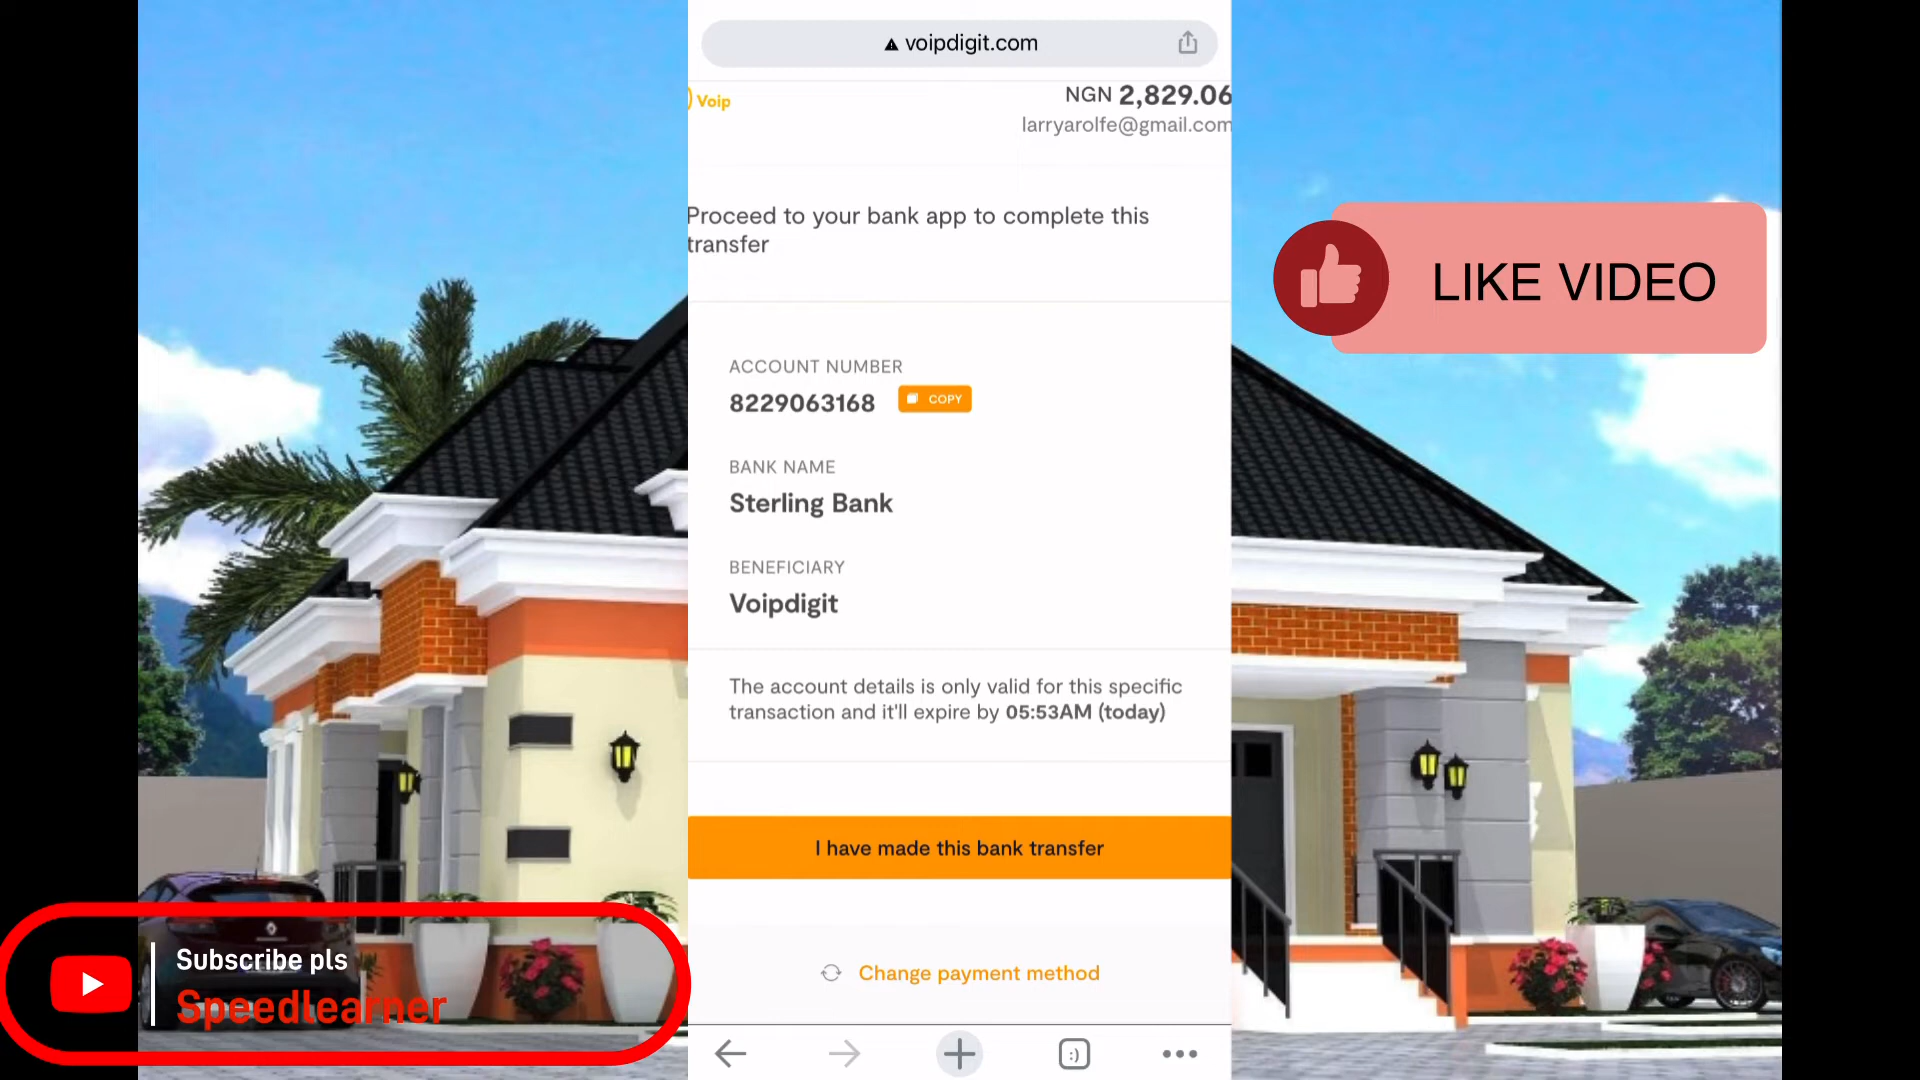 voipdigit.com
Voip
NGN 2,829.06
larryarolfe@gmail.com
Proceed to your bank app to complete this
transfer
ACCOUNT NUMBER
8229063168 COPY
BANK NAME
Sterling Bank
BENEFICIARY
Voipdigit
The account details is only valid for this specific
transaction and it'll expire by 05:53AM (today)
I have made this bank transfer
Change payment method
:)
LIKE VIDEO
Subscribe pls
Speedlearner